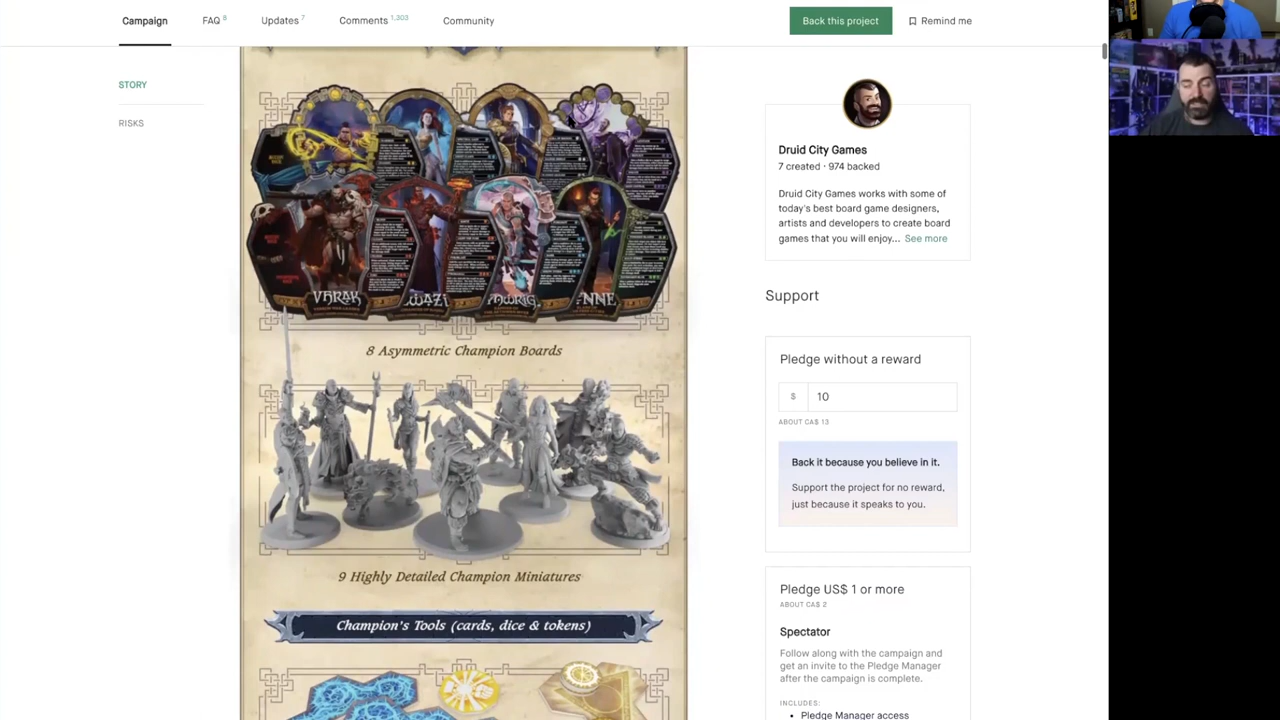 Campaign
FAQ 8
Updates 7
Comments 1,303
Community
Back this project
Remind me
STORY
RISKS
VHRAK
8 Asymmetric Champion Boards
9 Highly Detailed Champion Miniatures
Champion's Tools (cards, dice & tokens)
Druid City Games
7 created · 974 backed
Druid City Games works with some of
today's best board game designers,
artists and developers to create board
games that you will enjoy... See more
Support
Pledge without a reward
$ 10
ABOUT CA$ 13
Back it because you believe in it.
Support the project for no reward,
just because it speaks to you.
Pledge US$ 1 or more
ABOUT CA$ 2
Spectator
Follow along with the campaign and
get an invite to the Pledge Manager
after the campaign is complete.
INCLUDES:
• Pledge Manager access